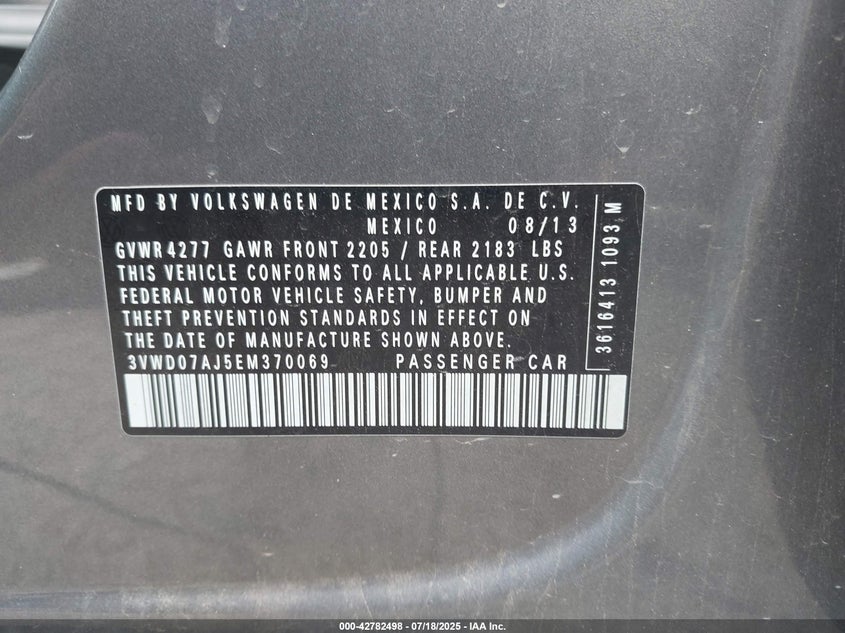 MFD BY VOLKSWAGEN DE MEXICO S.A. DE C.V.
MEXICO 08/13
GVWR 4277 GAWR FRONT 2205 / REAR 2183 LBS
THIS VEHICLE CONFORMS TO ALL APPLICABLE U.S.
FEDERAL MOTOR VEHICLE SAFETY, BUMPER AND
THEFT PREVENTION STANDARDS IN EFFECT ON
THE DATE OF MANUFACTURE SHOWN ABOVE.
3VWD07AJ5EM370069 PASSENGER CAR
3616413 1093 M
000-42782498 - 07/18/2025 - IAA Inc.